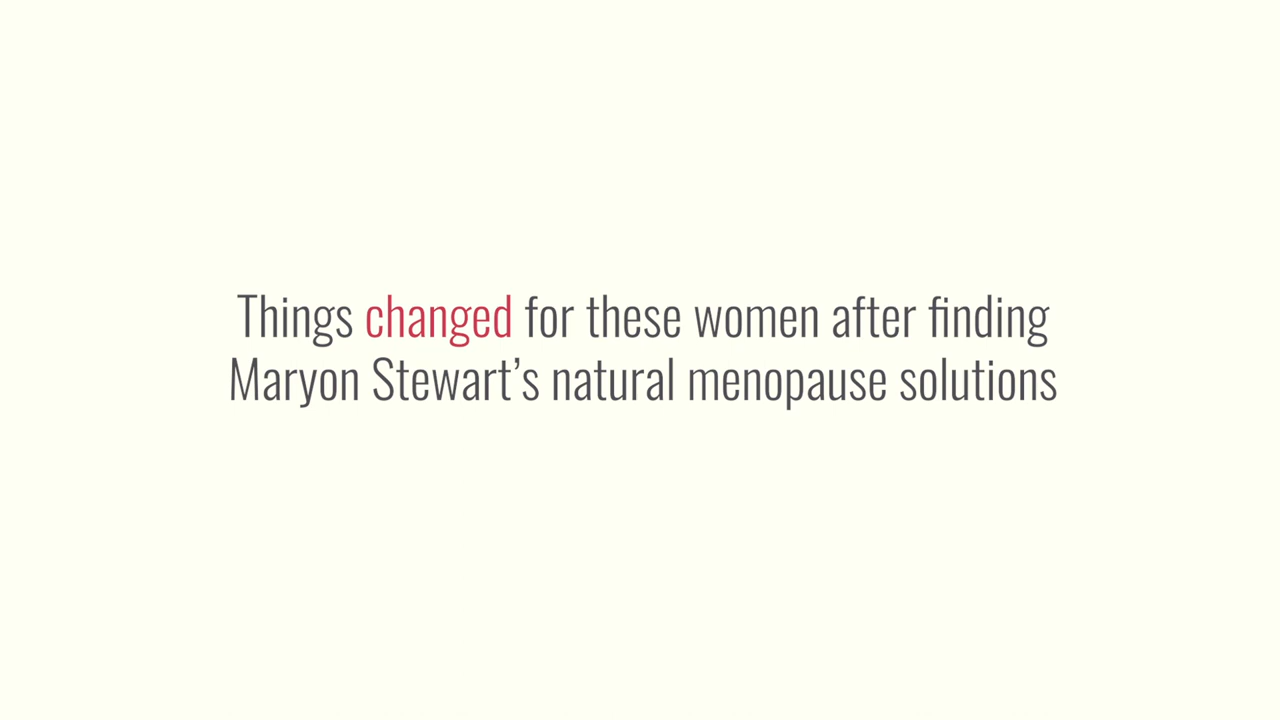 Things changed for these women after finding
Maryon Stewart’s natural menopause solutions